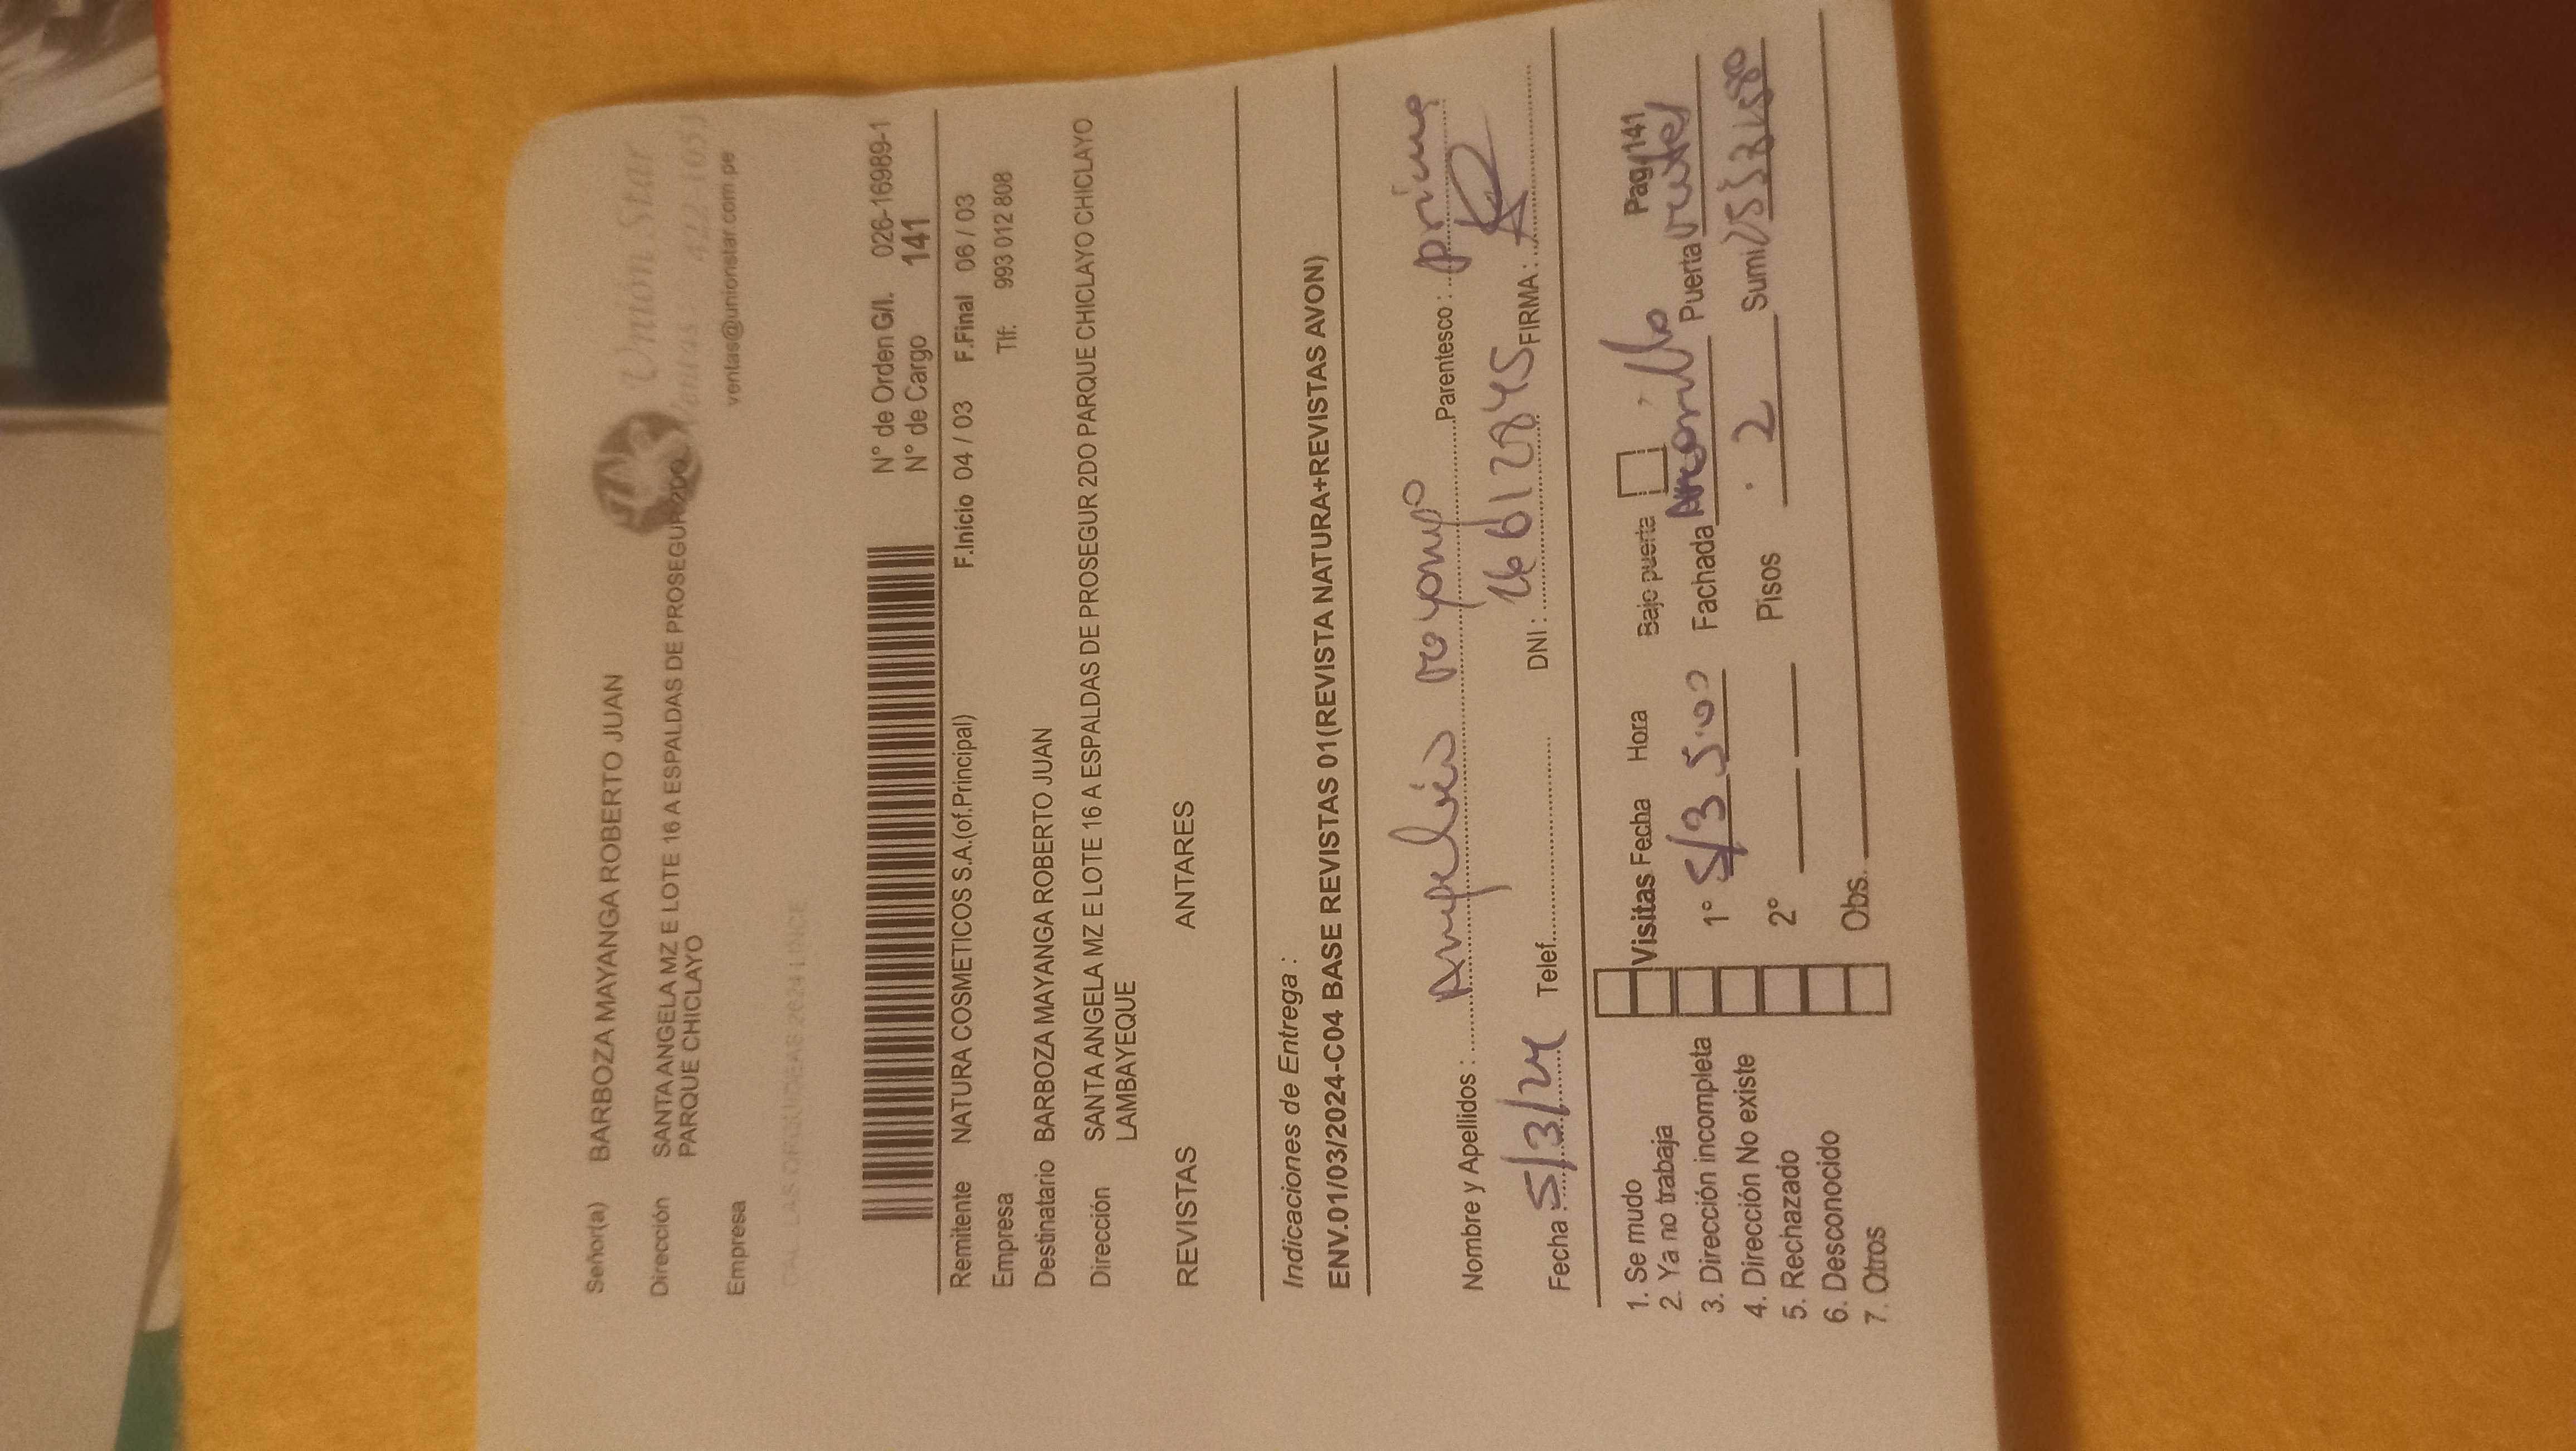 Señor(a) BARBOZA MAYANGA ROBERTO JUAN
Unión Star
Dirección SANTA ANGELA MZ E LOTE 16 A ESPALDAS DE PROSEGUR 2DO
PARQUE CHICLAYO
Empresa
ventas@unionstar.com.pe
N° de Orden G/I. 026-16989-1
N° de Cargo 141
Remitente NATURA COSMETICOS S.A.(of.Principal) F.Inicio 04 / 03 F.Final 06 / 03
Empresa Tlf: 993 012 808
Destinatario BARBOZA MAYANGA ROBERTO JUAN
Dirección SANTA ANGELA MZ E LOTE 16 A ESPALDAS DE PROSEGUR 2DO PARQUE CHICLAYO CHICLAYO
LAMBAYEQUE
REVISTAS ANTARES
Indicaciones de Entrega :
ENV.01/03/2024-C04 BASE REVISTAS 01(REVISTA NATURA+REVISTAS AVON)
Nombre y Apellidos : Parentesco :
Fecha : 5/3/24 Telef. DNI : FIRMA :
1. Se mudo
2. Ya no trabaja
3. Dirección incompleta
4. Dirección No existe
5. Rechazado
6. Desconocido
7. Otros
Visitas Fecha Hora Bajo puerta Pag/141
1° 5/3 5:00 Fachada Amarillo Puerta
2° Pisos 2 Sumi
Obs.